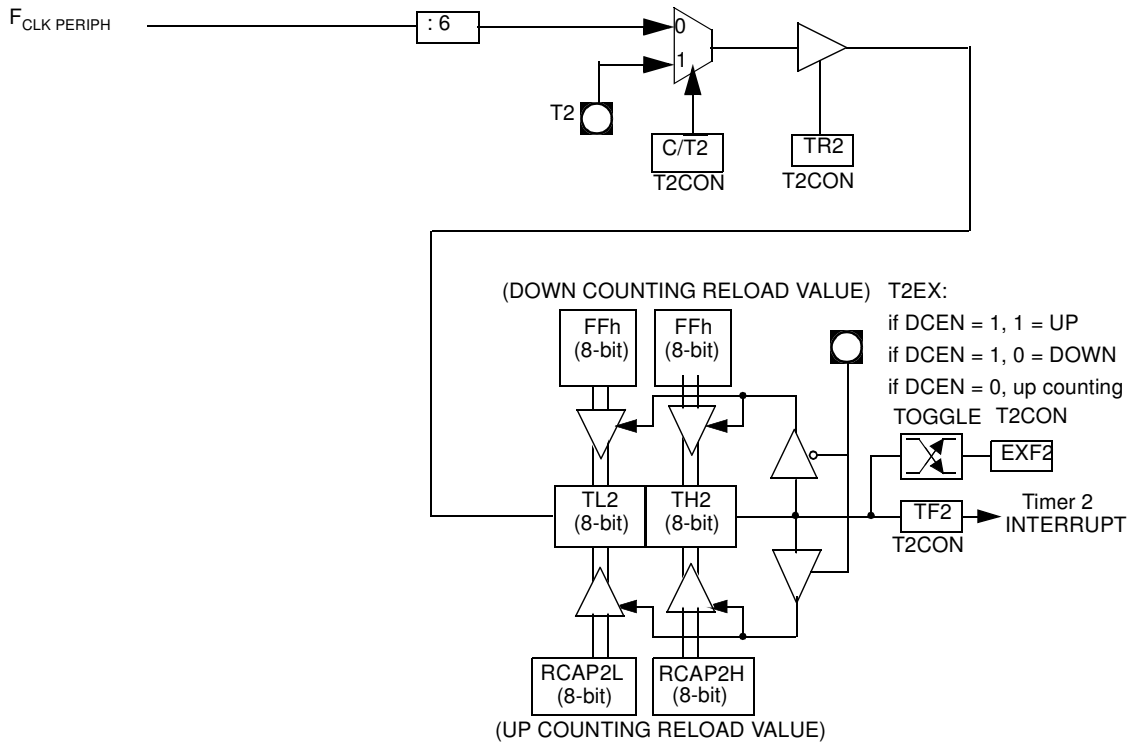 FCLK PERIPH
: 6
0
1
T2
C/T2
T2CON
TR2
T2CON
(DOWN COUNTING RELOAD VALUE)
T2EX:
if DCEN = 1, 1 = UP
if DCEN = 1, 0 = DOWN
if DCEN = 0, up counting
FFh
(8-bit)
FFh
(8-bit)
TOGGLE
T2CON
EXF2
TL2
(8-bit)
TH2
(8-bit)
TF2
T2CON
Timer 2
INTERRUPT
RCAP2L
(8-bit)
RCAP2H
(8-bit)
(UP COUNTING RELOAD VALUE)